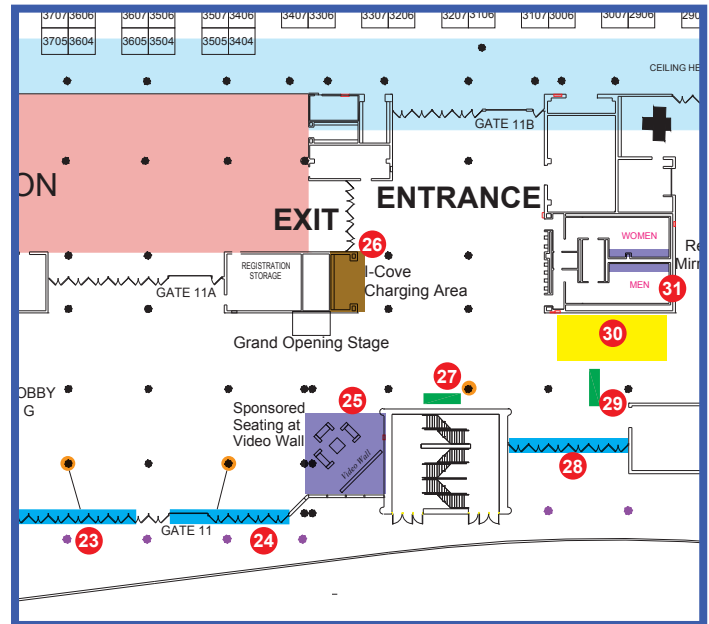 3707 3606 3607 3506 3507 3406 3407 3306 3307 3206 3207 3106 3107 3006 3007 2906 290
3705 3604 3605 3504 3505 3404
CEILING HE
GATE 11B
ON
ENTRANCE
EXIT
26
WOMEN
REGISTRATION
STORAGE
I-Cove
Charging Area
Re
Mirr
MEN
31
GATE 11A
30
Grand Opening Stage
27
OBBY
G
25
29
Sponsored
Seating at
Video Wall
Video Wall
28
23
GATE 11
24